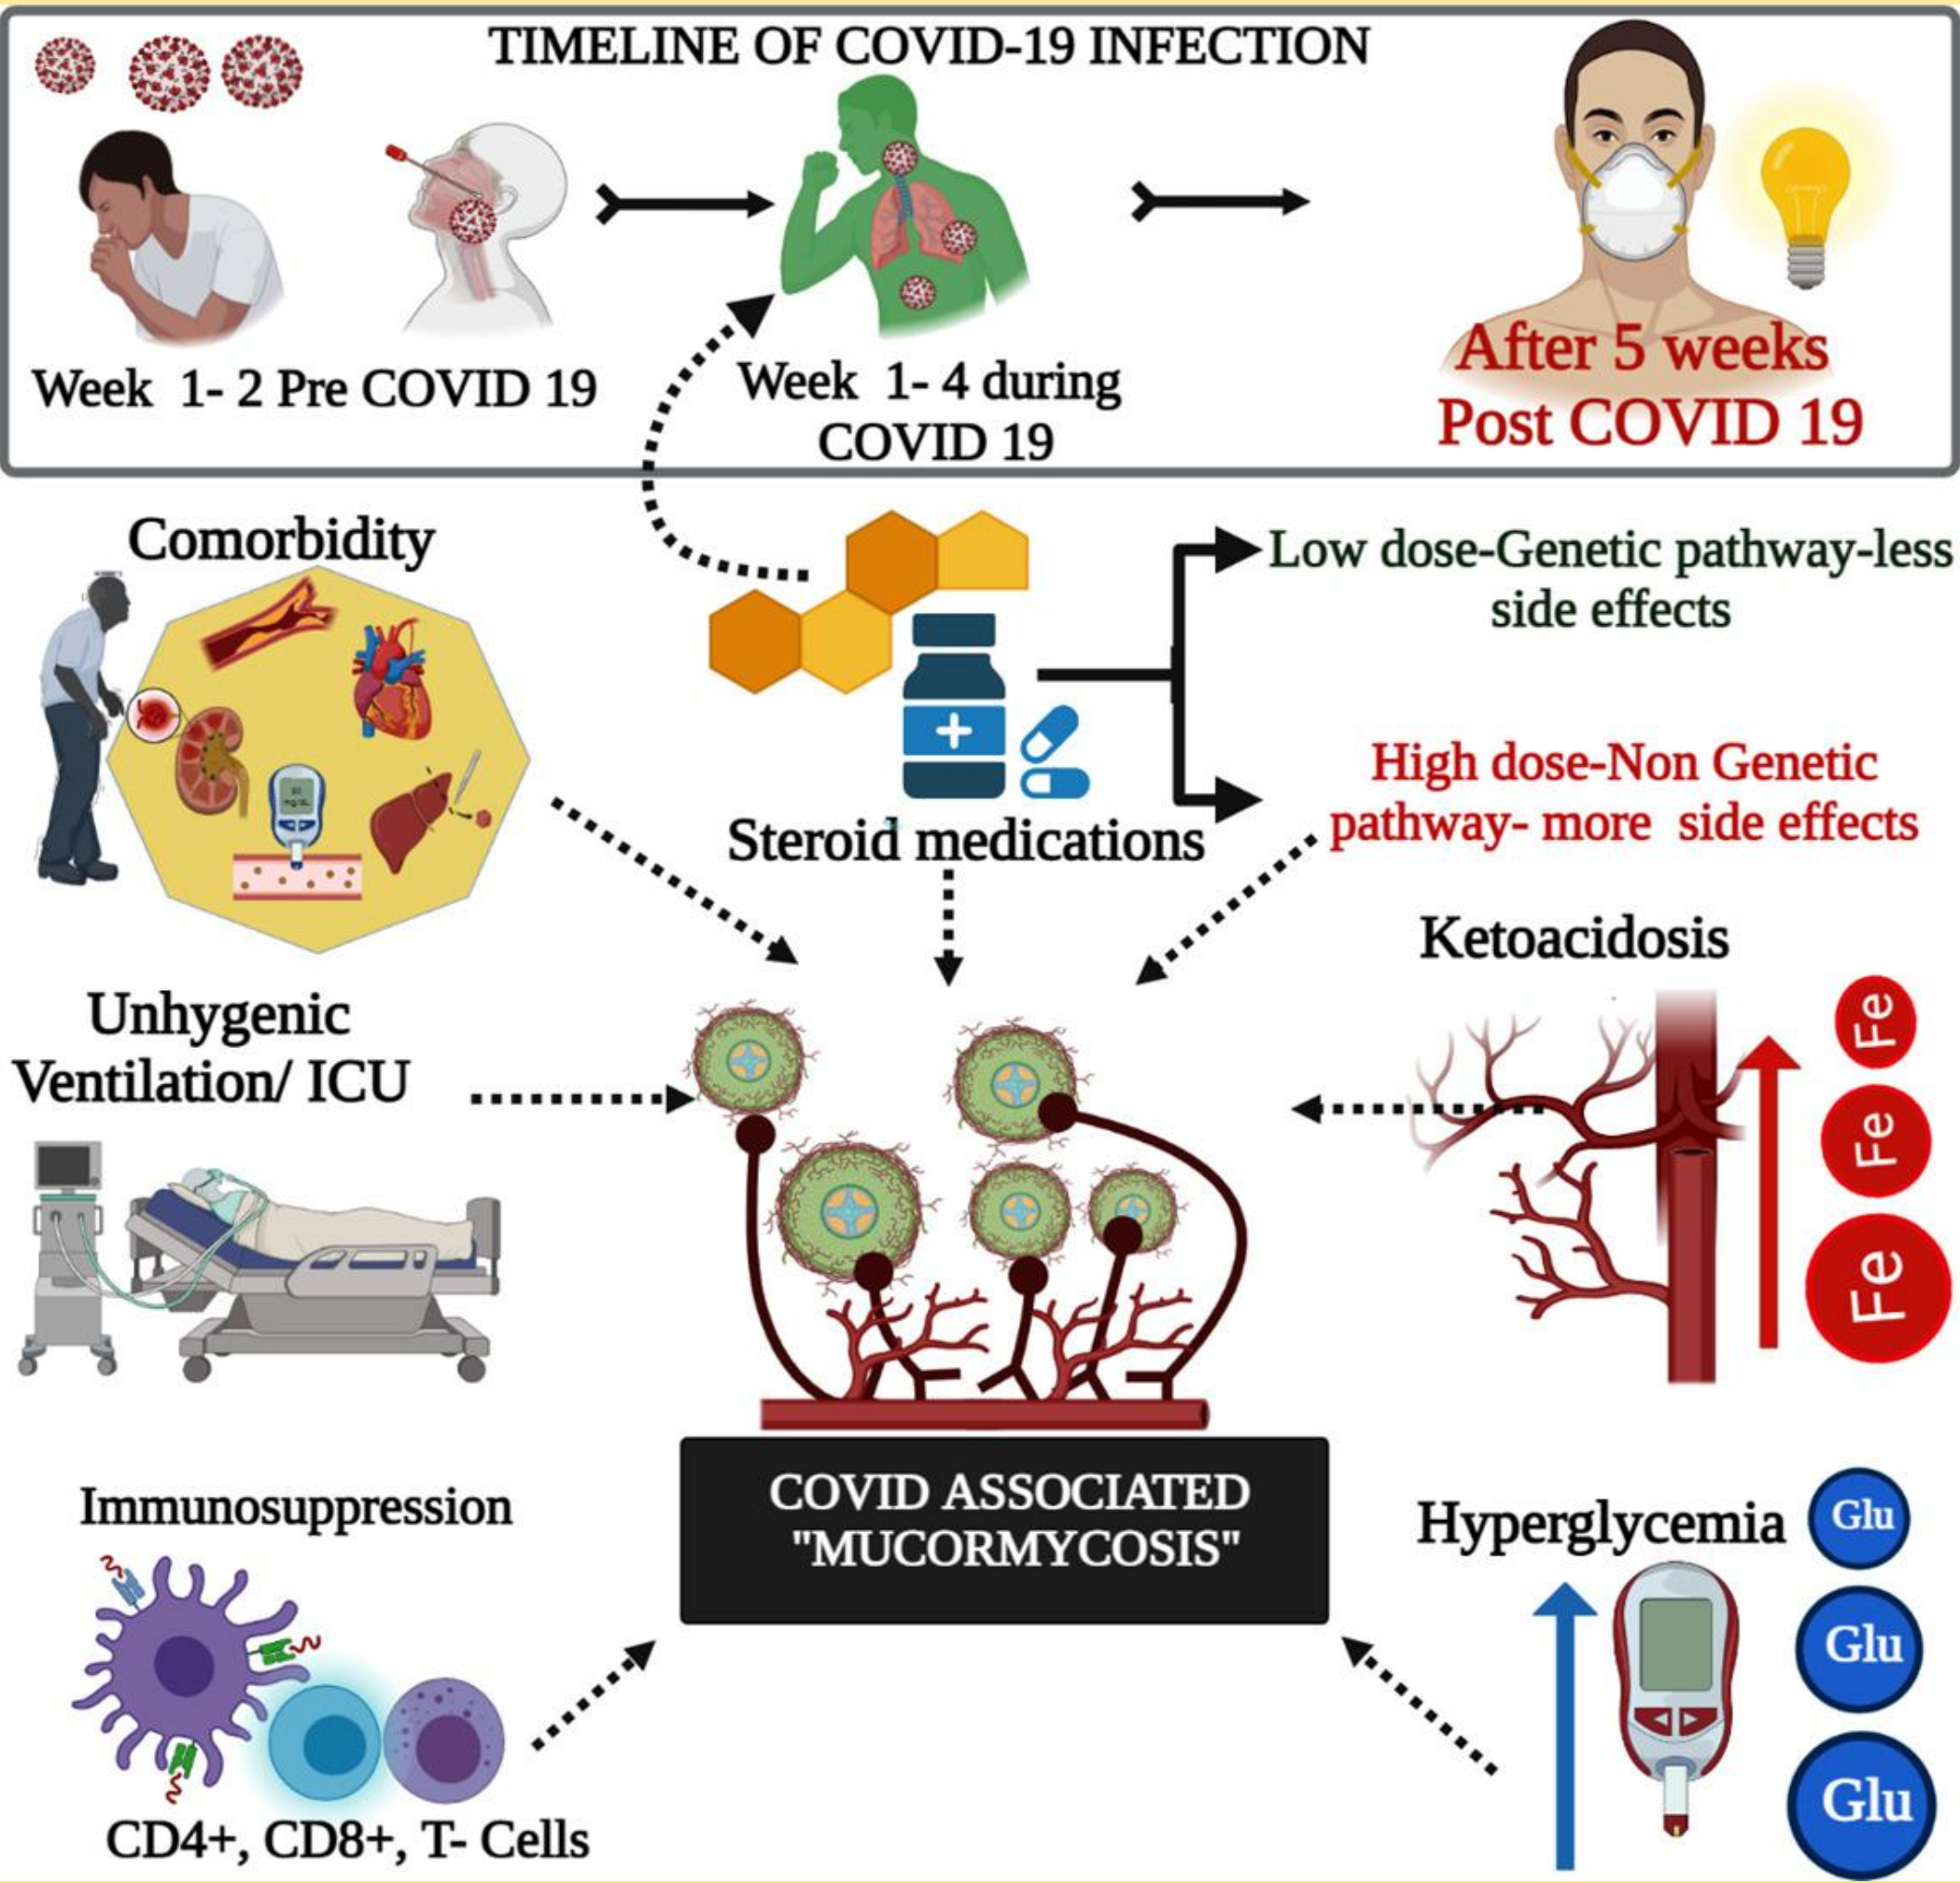 TIMELINE OF COVID-19 INFECTION
Week 1- 2 Pre COVID 19
Week 1- 4 during
COVID 19
After 5 weeks
Post COVID 19
Comorbidity
Low dose-Genetic pathway-less
side effects
High dose-Non Genetic
pathway- more side effects
Steroid medications
Ketoacidosis
Fe
Fe
Fe
Unhygenic
Ventilation/ ICU
COVID ASSOCIATED
"MUCORMYCOSIS"
Immunosuppression
CD4+, CD8+, T- Cells
Hyperglycemia
Glu
Glu
Glu